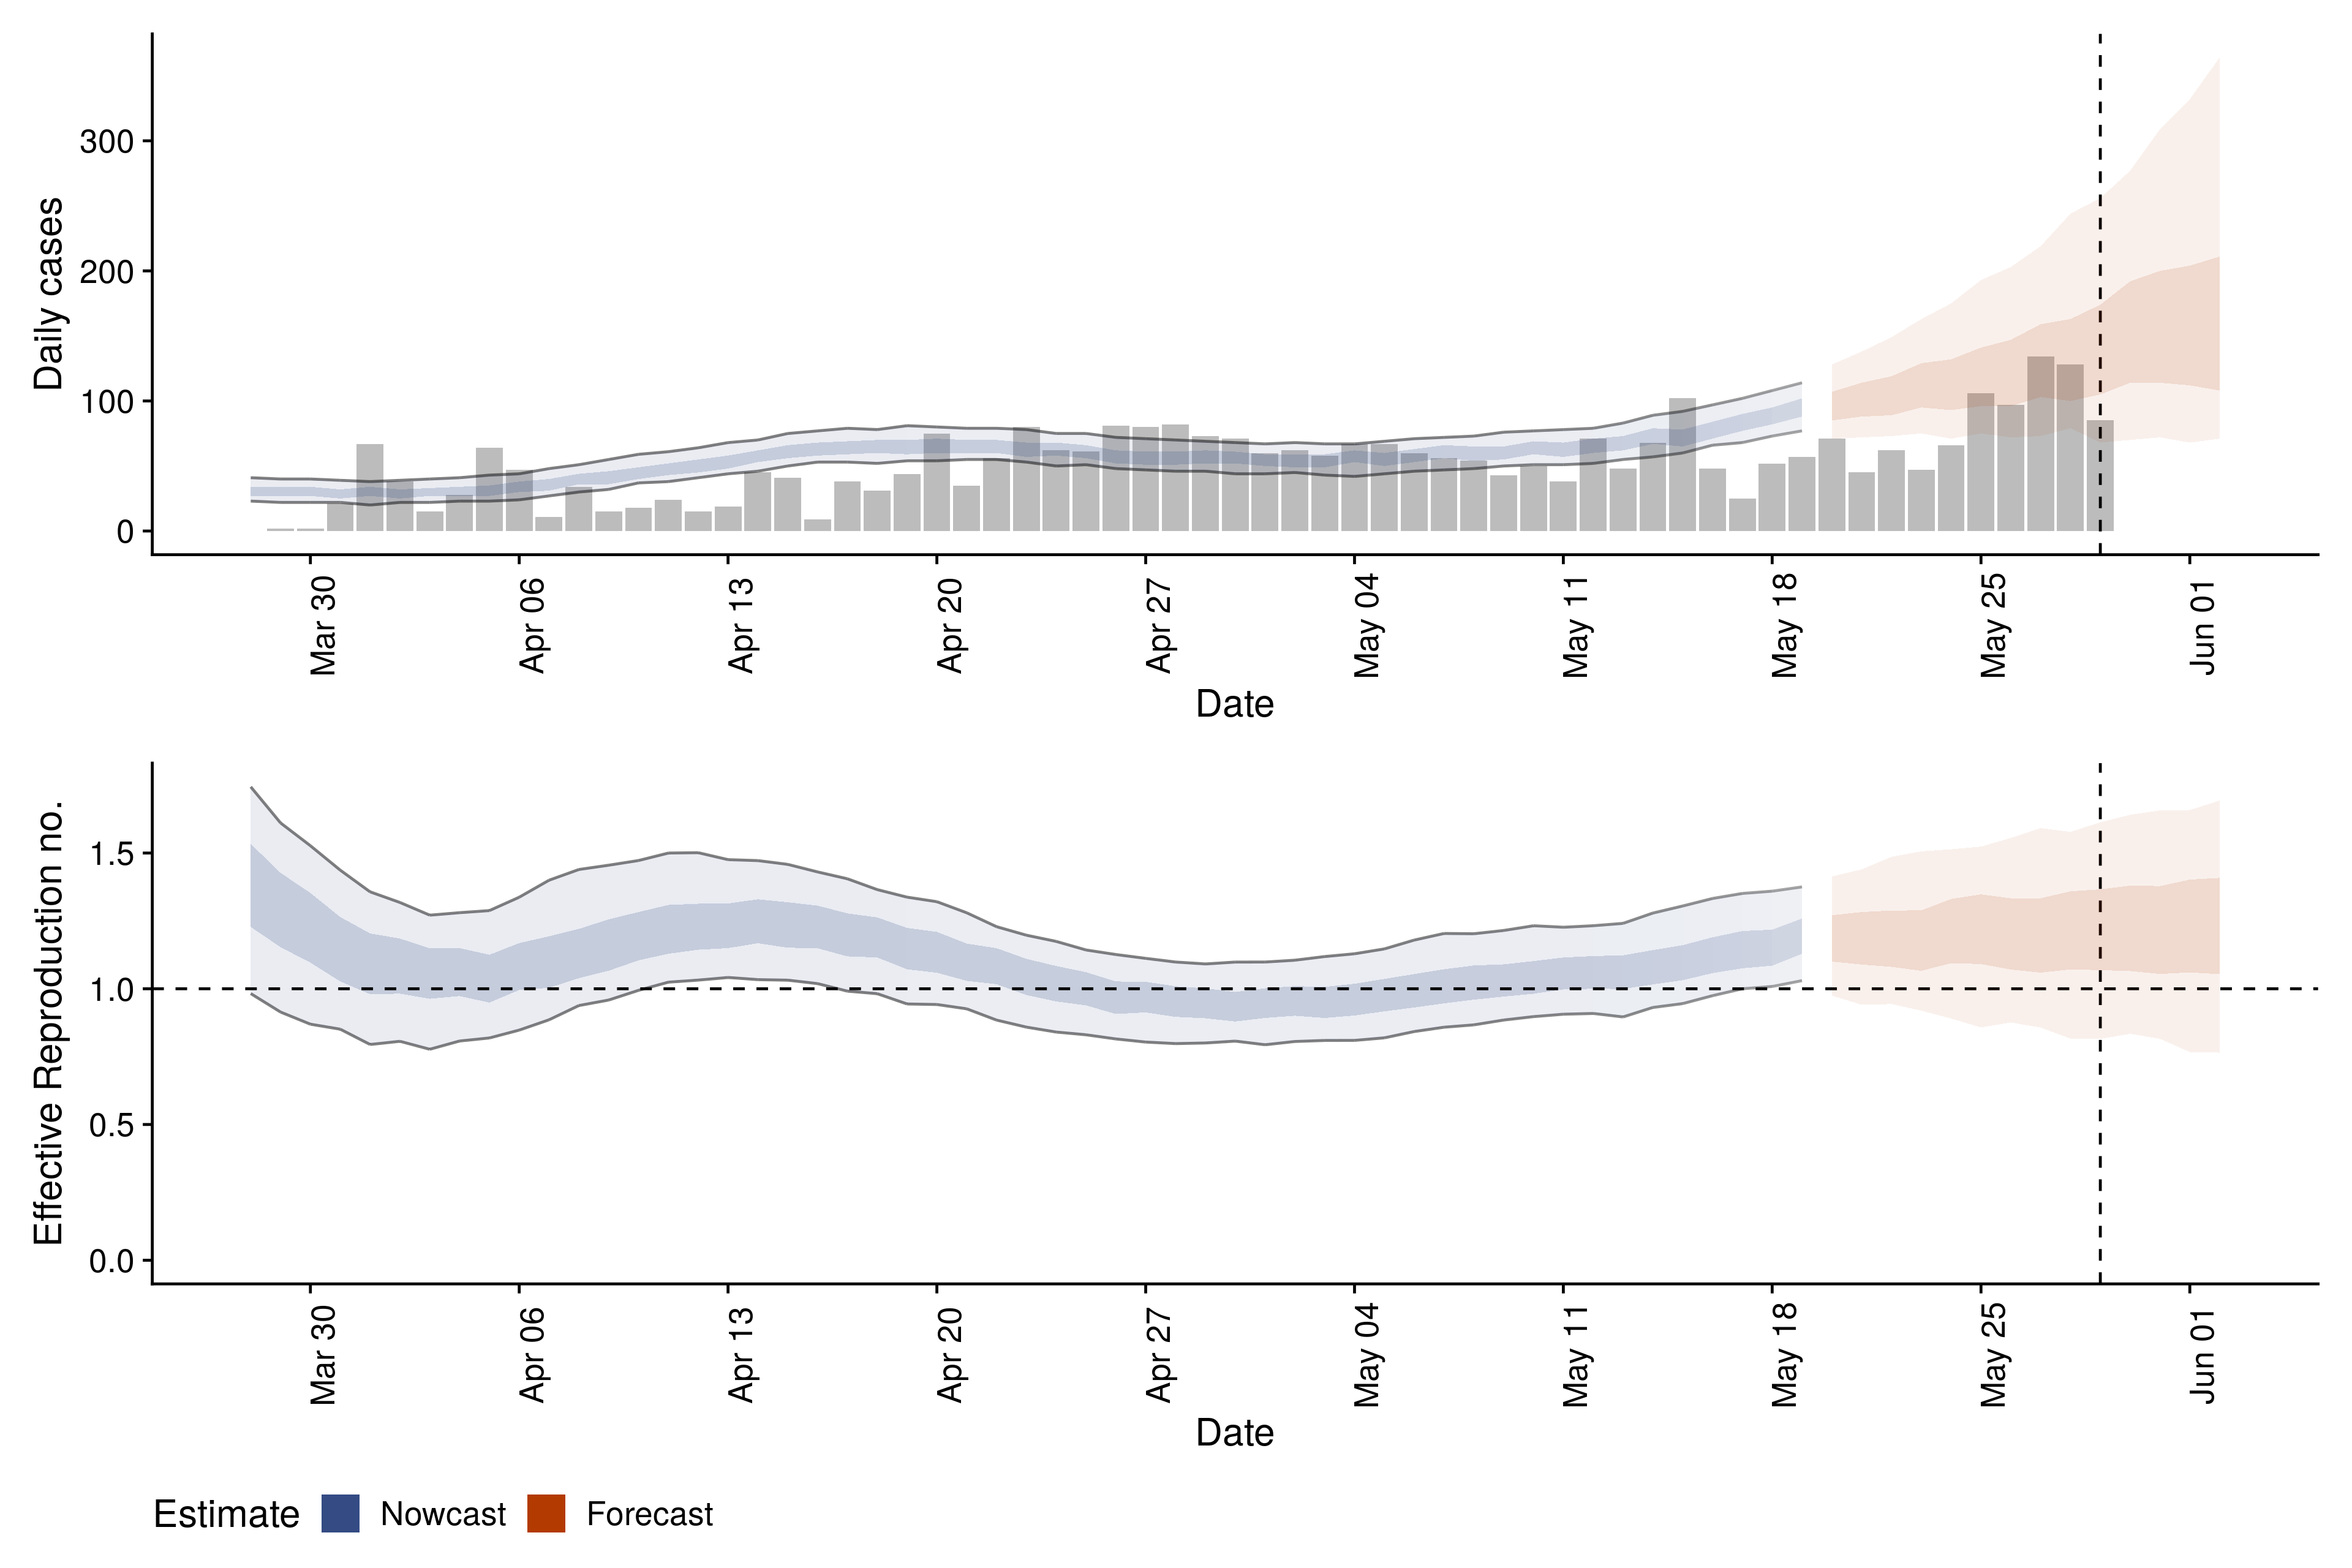 Daily cases
300
200
100
0
Mar 30
Apr 06
Apr 13
Apr 20
Apr 27
May 04
May 11
May 18
May 25
Jun 01
Date
Effective Reproduction no.
1.5
1.0
0.5
0.0
Mar 30
Apr 06
Apr 13
Apr 20
Apr 27
May 04
May 11
May 18
May 25
Jun 01
Date
Estimate Nowcast Forecast